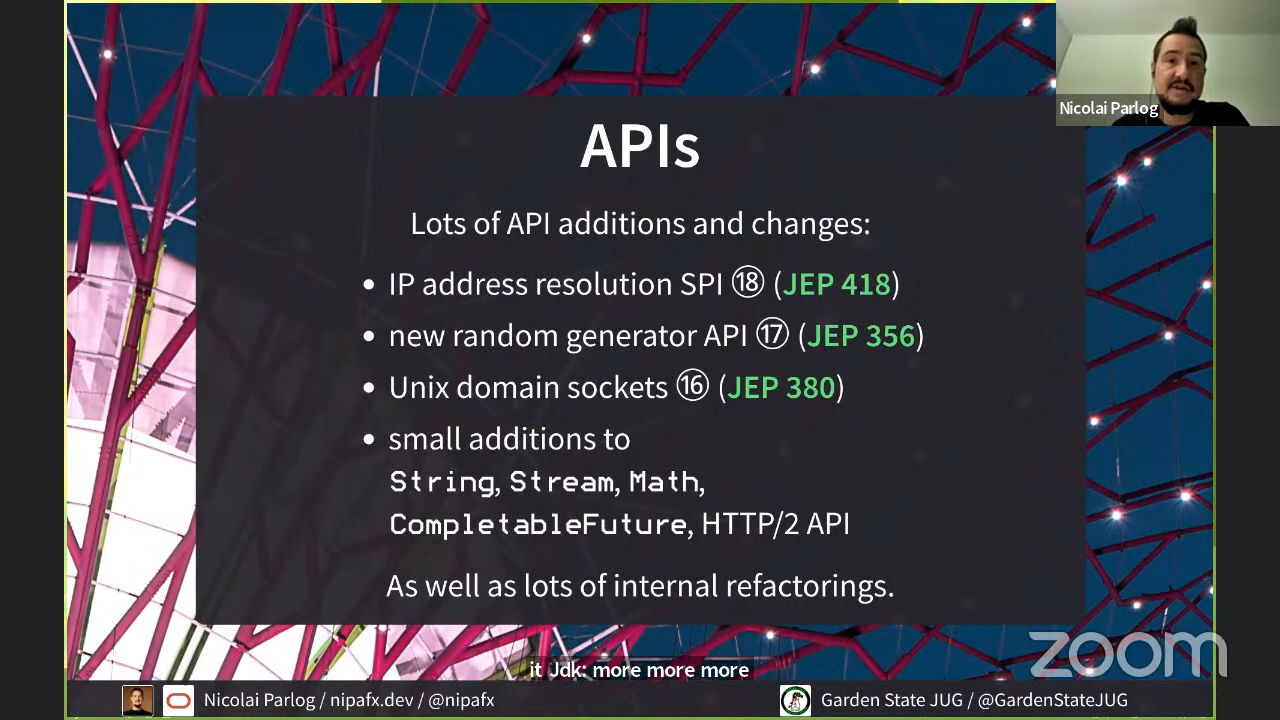 Nicolai Parlog
APIs
Lots of API additions and changes:
• IP address resolution SPI ⑱ (JEP 418)
• new random generator API ⑰ (JEP 356)
• Unix domain sockets ⑯ (JEP 380)
• small additions to
String, Stream, Math,
CompletableFuture, HTTP/2 API
As well as lots of internal refactorings.
zoom
it Jdk: more more more
Nicolai Parlog / nipafx.dev / @nipafx
Garden State JUG / @GardenStateJUG